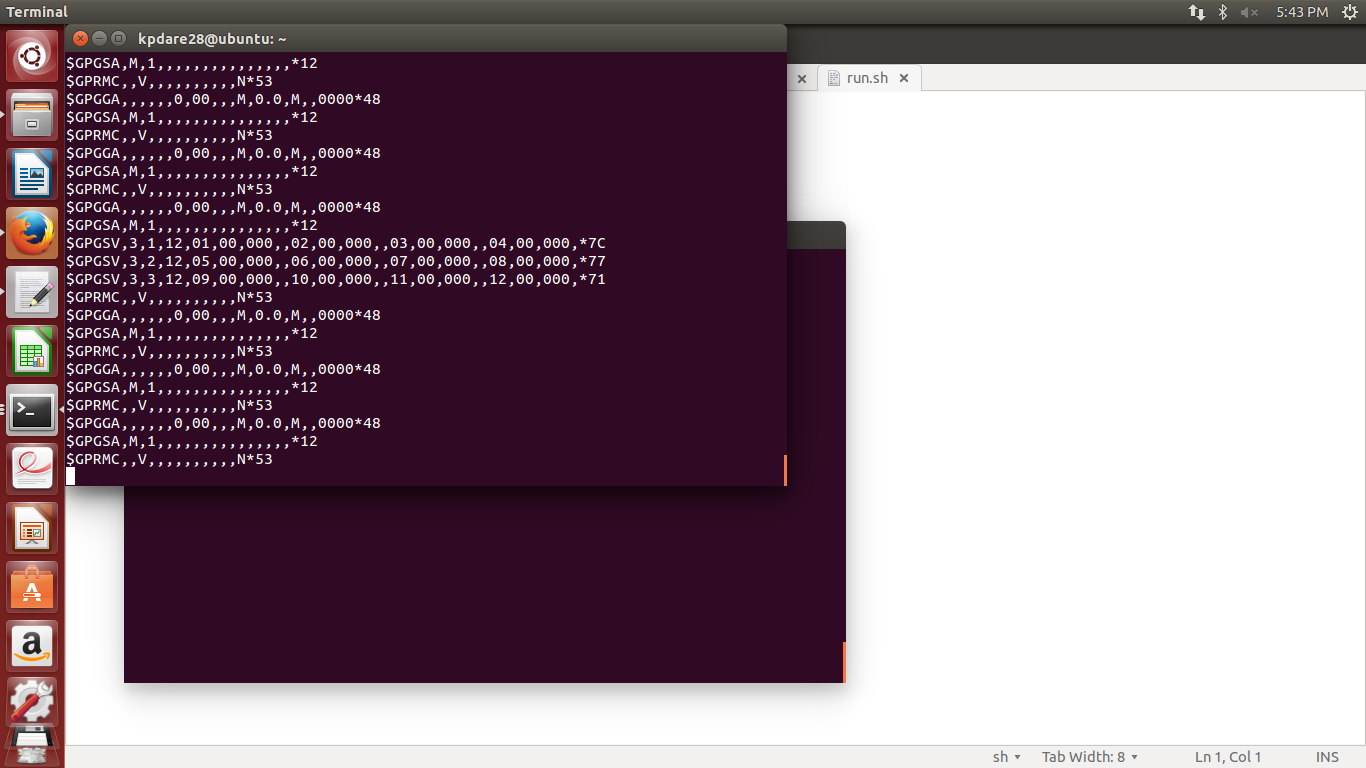 Terminal
5:43 PM
kpdare28@ubuntu: ~
run.sh
$GPGSA,M,1,,,,,,,,,,,,,,,*12
$GPRMC,,V,,,,,,,,,,N*53
$GPGGA,,,,,,0,00,,,M,0.0,M,,0000*48
$GPGSA,M,1,,,,,,,,,,,,,,,*12
$GPRMC,,V,,,,,,,,,,N*53
$GPGGA,,,,,,0,00,,,M,0.0,M,,0000*48
$GPGSA,M,1,,,,,,,,,,,,,,,*12
$GPRMC,,V,,,,,,,,,,N*53
$GPGGA,,,,,,0,00,,,M,0.0,M,,0000*48
$GPGSA,M,1,,,,,,,,,,,,,,,*12
$GPGSV,3,1,12,01,00,000,,02,00,000,,03,00,000,,04,00,000,*7C
$GPGSV,3,2,12,05,00,000,,06,00,000,,07,00,000,,08,00,000,*77
$GPGSV,3,3,12,09,00,000,,10,00,000,,11,00,000,,12,00,000,*71
$GPRMC,,V,,,,,,,,,,N*53
$GPGGA,,,,,,0,00,,,M,0.0,M,,0000*48
$GPGSA,M,1,,,,,,,,,,,,,,,*12
$GPRMC,,V,,,,,,,,,,N*53
$GPGGA,,,,,,0,00,,,M,0.0,M,,0000*48
$GPGSA,M,1,,,,,,,,,,,,,,,*12
$GPRMC,,V,,,,,,,,,,N*53
$GPGGA,,,,,,0,00,,,M,0.0,M,,0000*48
$GPGSA,M,1,,,,,,,,,,,,,,,*12
$GPRMC,,V,,,,,,,,,,N*53
sh
Tab Width: 8
Ln 1, Col 1
INS